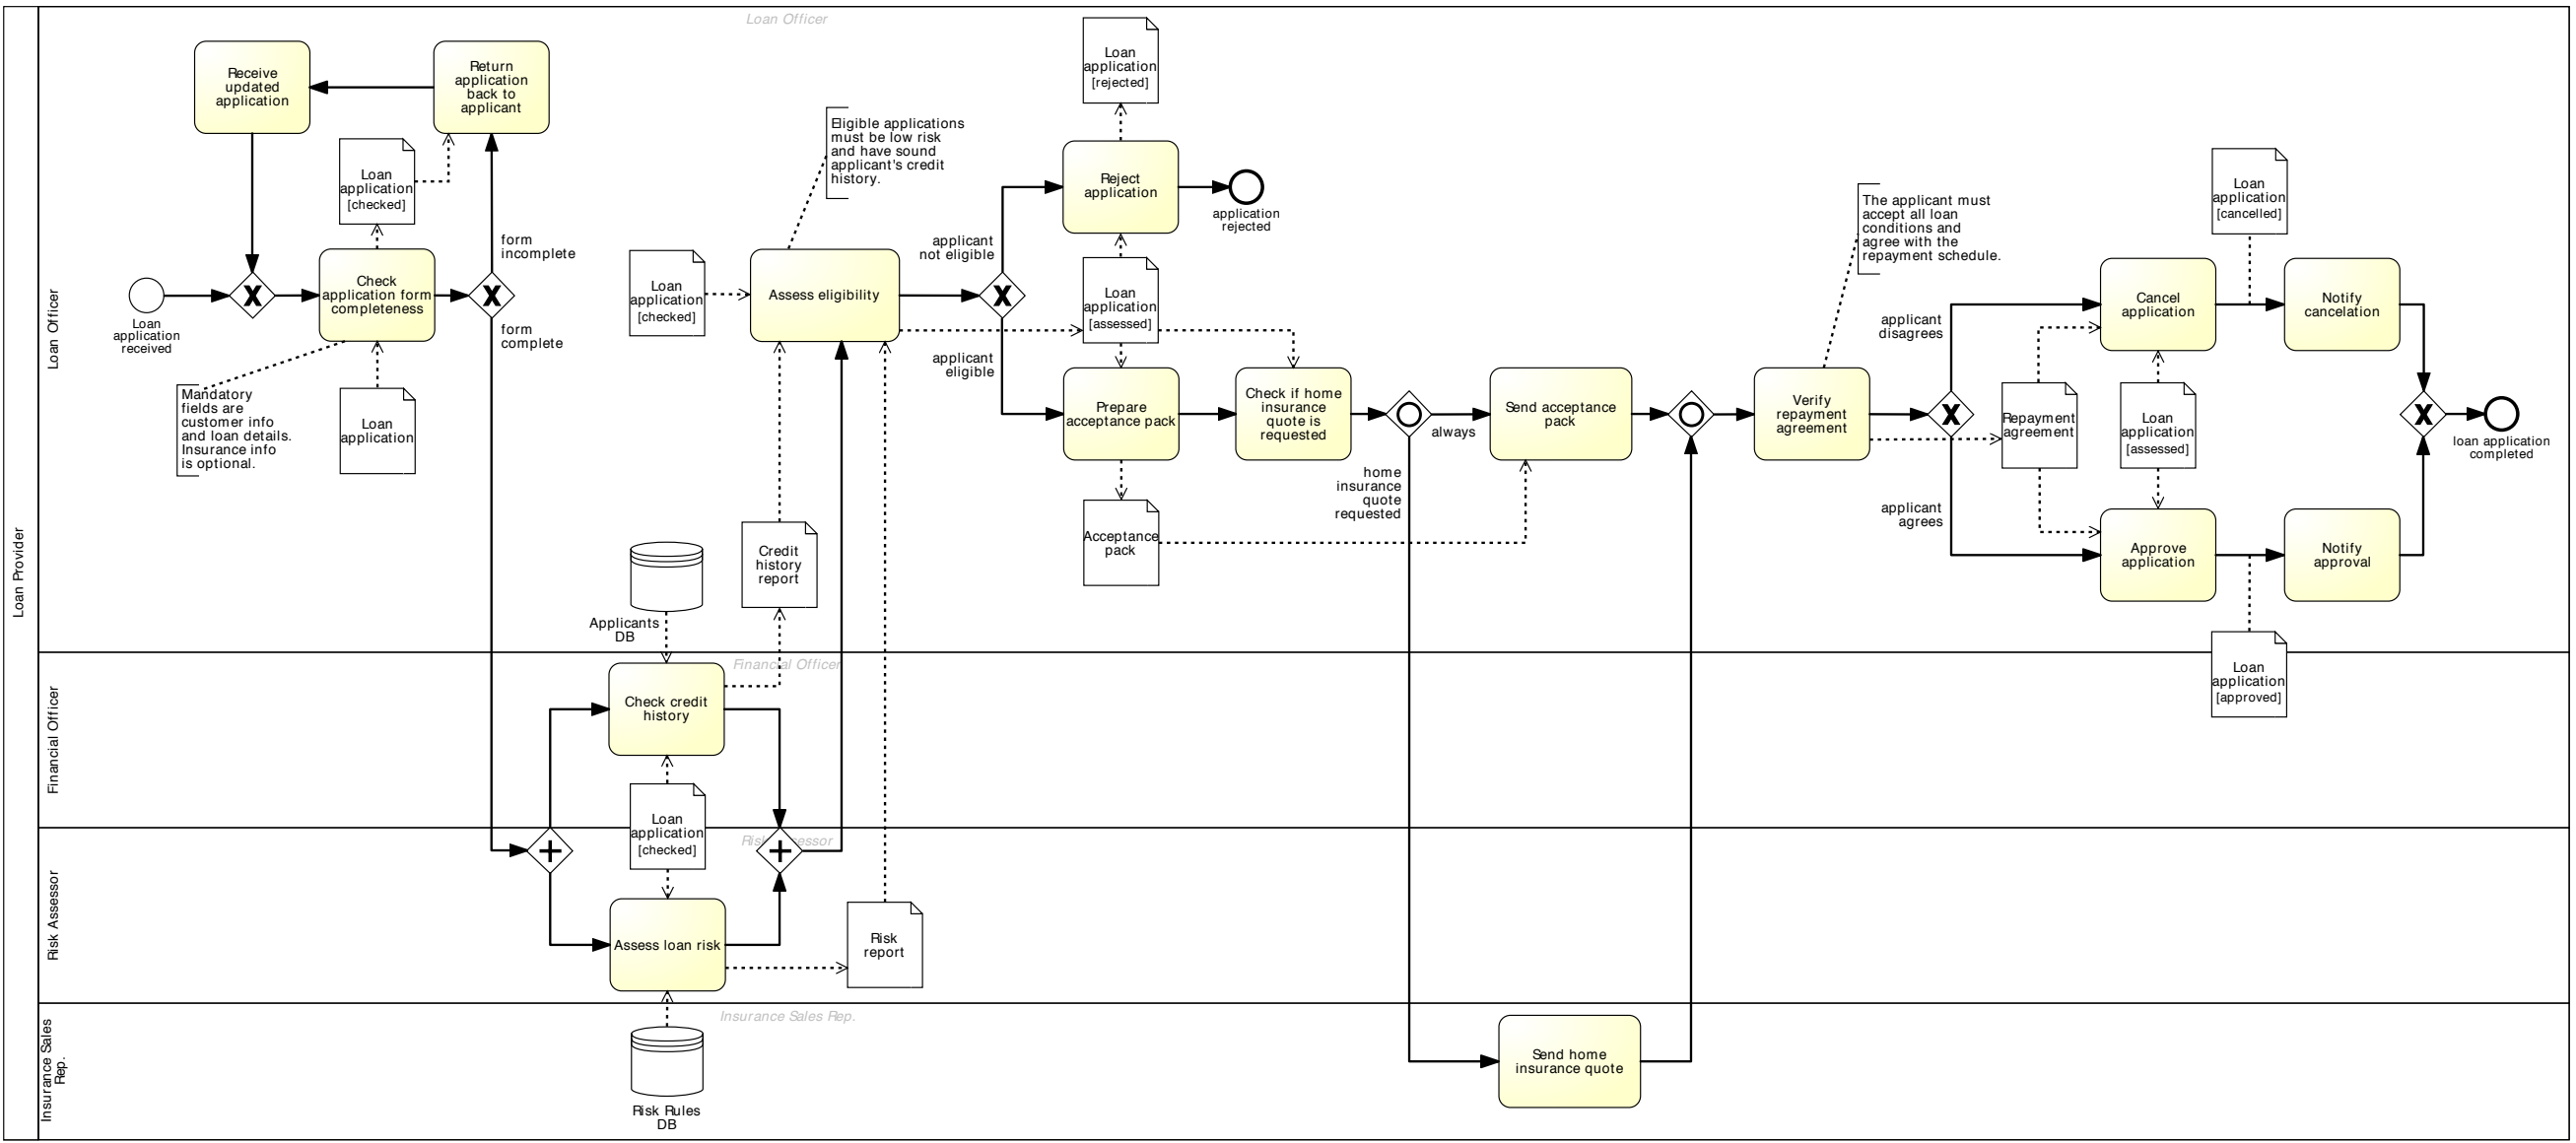 Loan Provider
Loan Officer
Loan Officer
Receive
updated
application
Return
application
back to
applicant
Loan
application
[checked]
form
incomplete
form
complete
Loan
application
received
Check
application form
completeness
Mandatory
fields are
customer info
and loan details.
Insurance info
is optional.
Loan
application
Eligible applications
must be low risk
and have sound
applicant's credit
history.
Loan
application
[checked]
Assess eligibility
applicant
not eligible
applicant
eligible
Loan
application
[rejected]
Reject
application
application
rejected
Loan
application
[assessed]
Prepare
acceptance pack
Check if home
insurance
quote is
requested
Acceptance
pack
always
home
insurance
quote
requested
Send acceptance
pack
Verify
repayment
agreement
The applicant must
accept all loan
conditions and
agree with the
repayment schedule.
applicant
disagrees
applicant
agrees
Repayment
agreement
Loan
application
[assessed]
Loan
application
[cancelled]
Cancel
application
Notify
cancelation
Approve
application
Notify
approval
Loan
application
[approved]
loan application
completed
Credit
history
report
Applicants
DB
Financial Officer
Financial Officer
Check credit
history
Loan
application
[checked]
Risk Assessor
Assess loan risk
Risk
report
Insurance Sales
Rep.
Insurance Sales Rep.
Risk Rules
DB
Send home
insurance quote